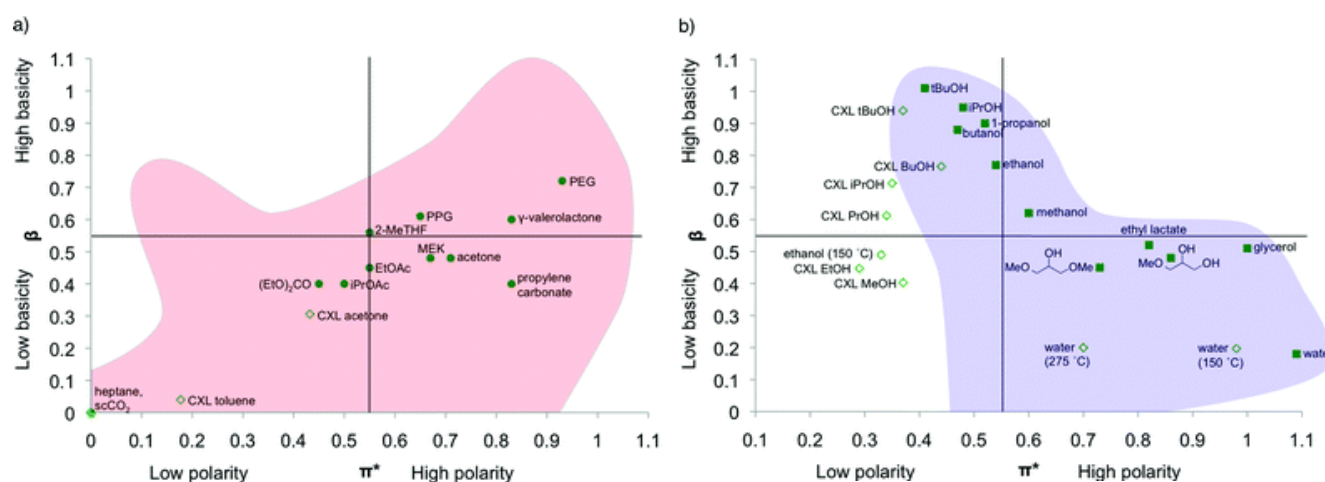 a)
High basicity
β
Low basicity
1.1
1
0.9
0.8
0.7
0.6
0.5
0.4
0.3
0.2
0.1
0
PEG
PPG
γ-valerolactone
2-MeTHF
MEK
acetone
EtOAc
(EtO)₂CO
iPrOAc
propylene
carbonate
CXL acetone
heptane,
scCO₂
CXL toluene
0 0.1 0.2 0.3 0.4 0.5 0.6 0.7 0.8 0.9 1 1.1
Low polarity π* High polarity
b)
High basicity
β
Low basicity
1.1
1
0.9
0.8
0.7
0.6
0.5
0.4
0.3
0.2
0.1
0
tBuOH
CXL tBuOH
iPrOH
1-propanol
butanol
CXL BuOH
ethanol
CXL iPrOH
CXL PrOH
methanol
ethyl lactate
ethanol (150 ˚C)
OH
MeO OMe
OH
MeO OH
glycerol
CXL EtOH
CXL MeOH
water
(275 ˚C)
water
(150 ˚C)
wate
0.1 0.2 0.3 0.4 0.5 0.6 0.7 0.8 0.9 1 1.1
Low polarity π* High polarity